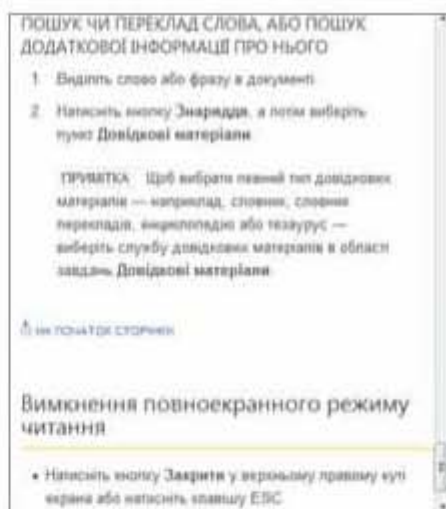 ПОШУК ЧИ ПЕРЕКЛАД СЛОВА, АБО ПОШУК
ДОДАТКОВОЇ ІНФОРМАЦІЇ ПРО НЬОГО
1 Виділіть слово або фразу в документі
2 Натисніть кнопку Знаряддя, а потім виберіть
пункт Довідкові матеріали
ПРИМІТКА Щоб вибрати певний тип довідкових
матеріалів — наприклад, словник, словник
перекладів, енциклопедію або тезаурус —
виберіть службу довідкових матеріалів в області
завдань Довідкові матеріали
НА ПОЧАТОК СТОРІНКИ
Вимкнення повноекранного режиму
читання
• Натисніть кнопку Закрити у верхньому правому куті
екрана або натисніть клавішу ESC